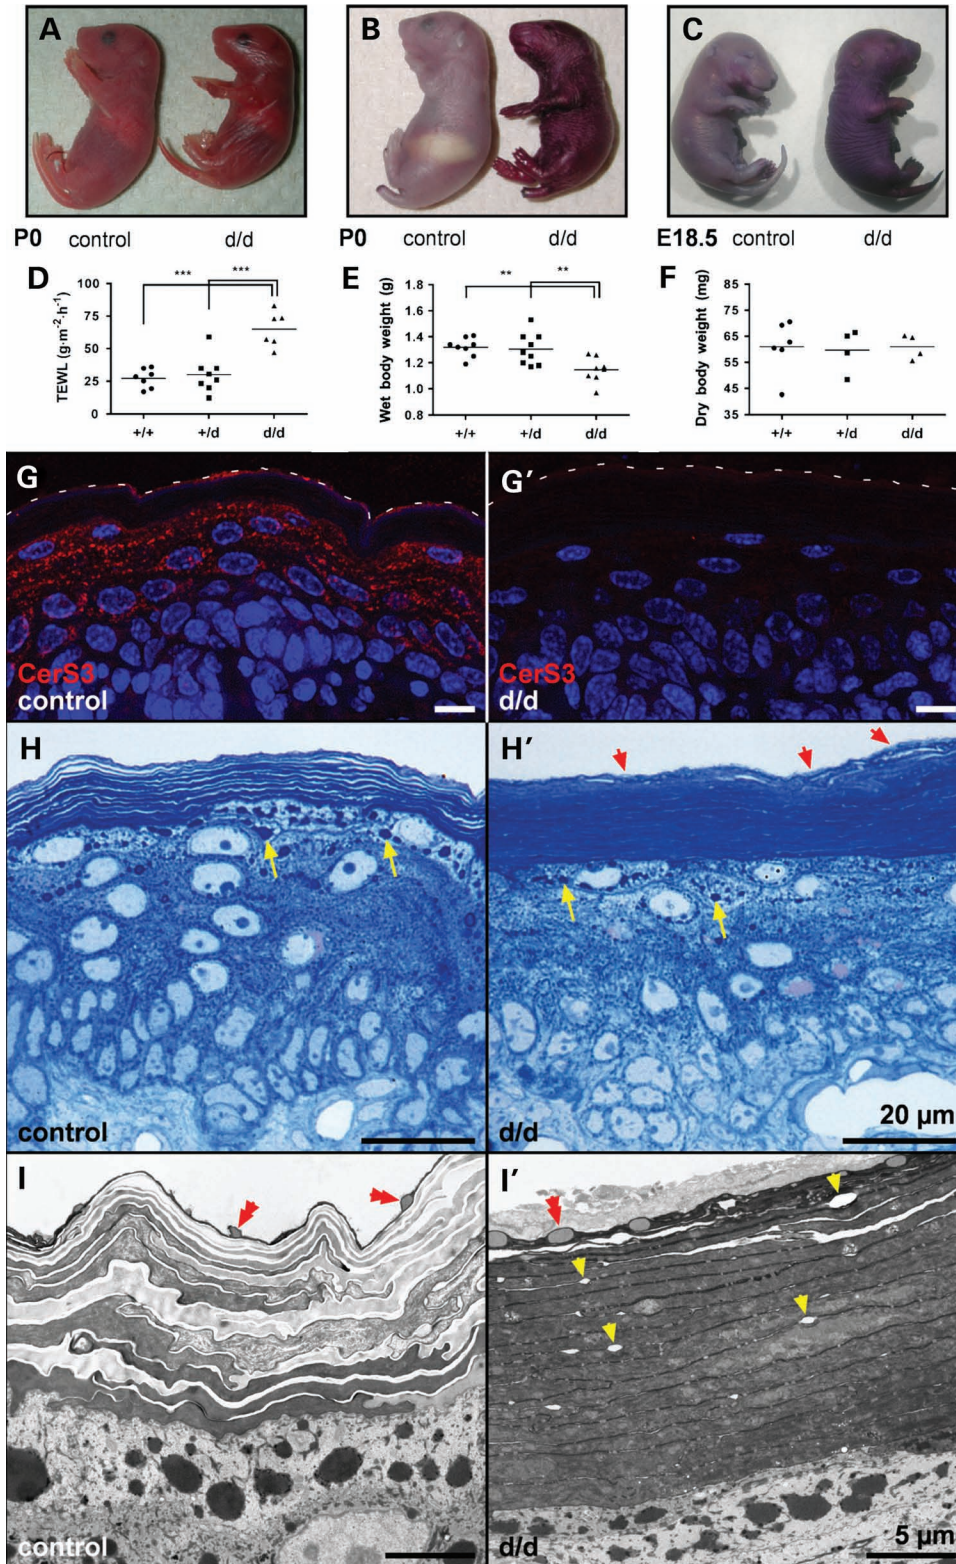 A
B
C
P0 control d/d
P0 control d/d
E18.5 control d/d
D
TEWL (g·m-2·h-1)
100
75
50
25
0
*** ***
+/+ +/d d/d
E
Wet body weight (g)
1.8
1.6
1.4
1.2
1.0
0.8
** **
+/+ +/d d/d
F
Dry body weight (mg)
85
75
65
55
45
35
+/+ +/d d/d
G
CerS3
control
G′
CerS3
d/d
H
control
H′
d/d
20 µm
I
control
I′
d/d
5 µm